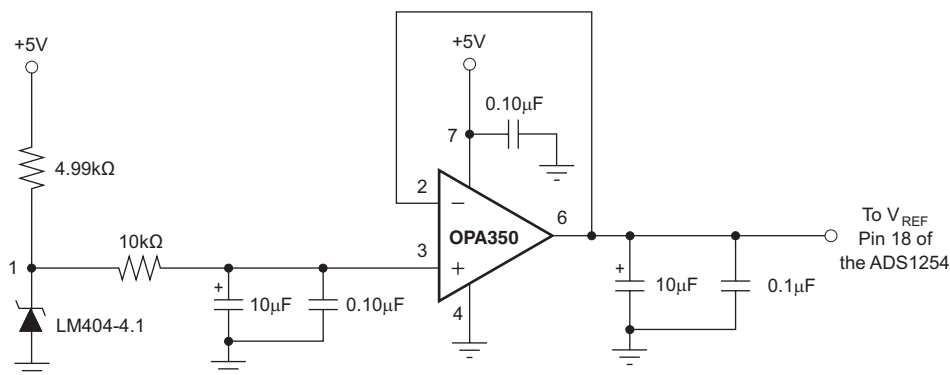 +5V
+5V
0.10µF
7
4.99kΩ
2
−
6
OPA350
To VREF
Pin 18 of
the ADS1254
10kΩ
3
+
1
+
10µF
0.10µF
+
10µF
0.1µF
LM404-4.1
4